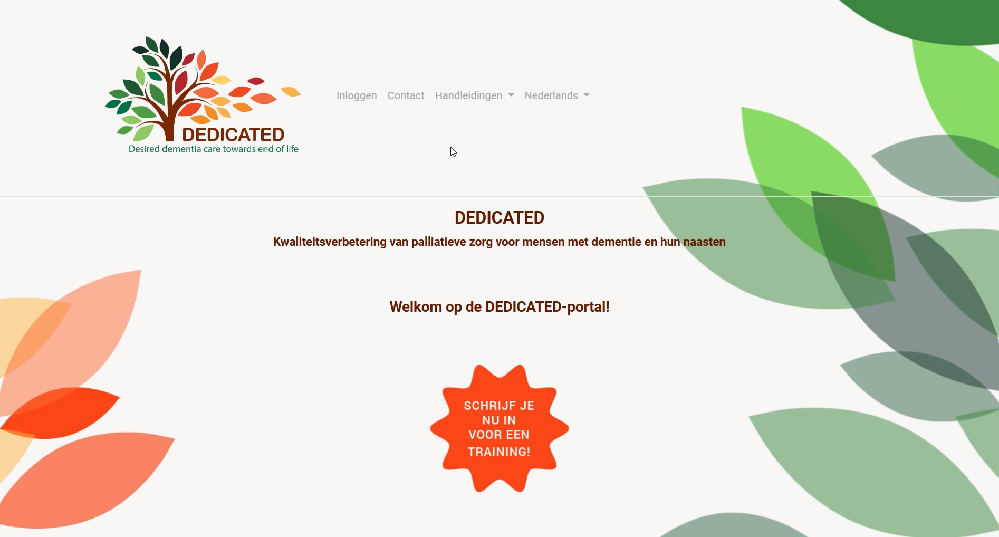 DEDICATED
Desired dementia care towards end of life
Inloggen Contact Handleidingen Nederlands
DEDICATED
Kwaliteitsverbetering van palliatieve zorg voor mensen met dementie en hun naasten
Welkom op de DEDICATED-portal!
SCHRIJF JE
NU IN
VOOR EEN
TRAINING!